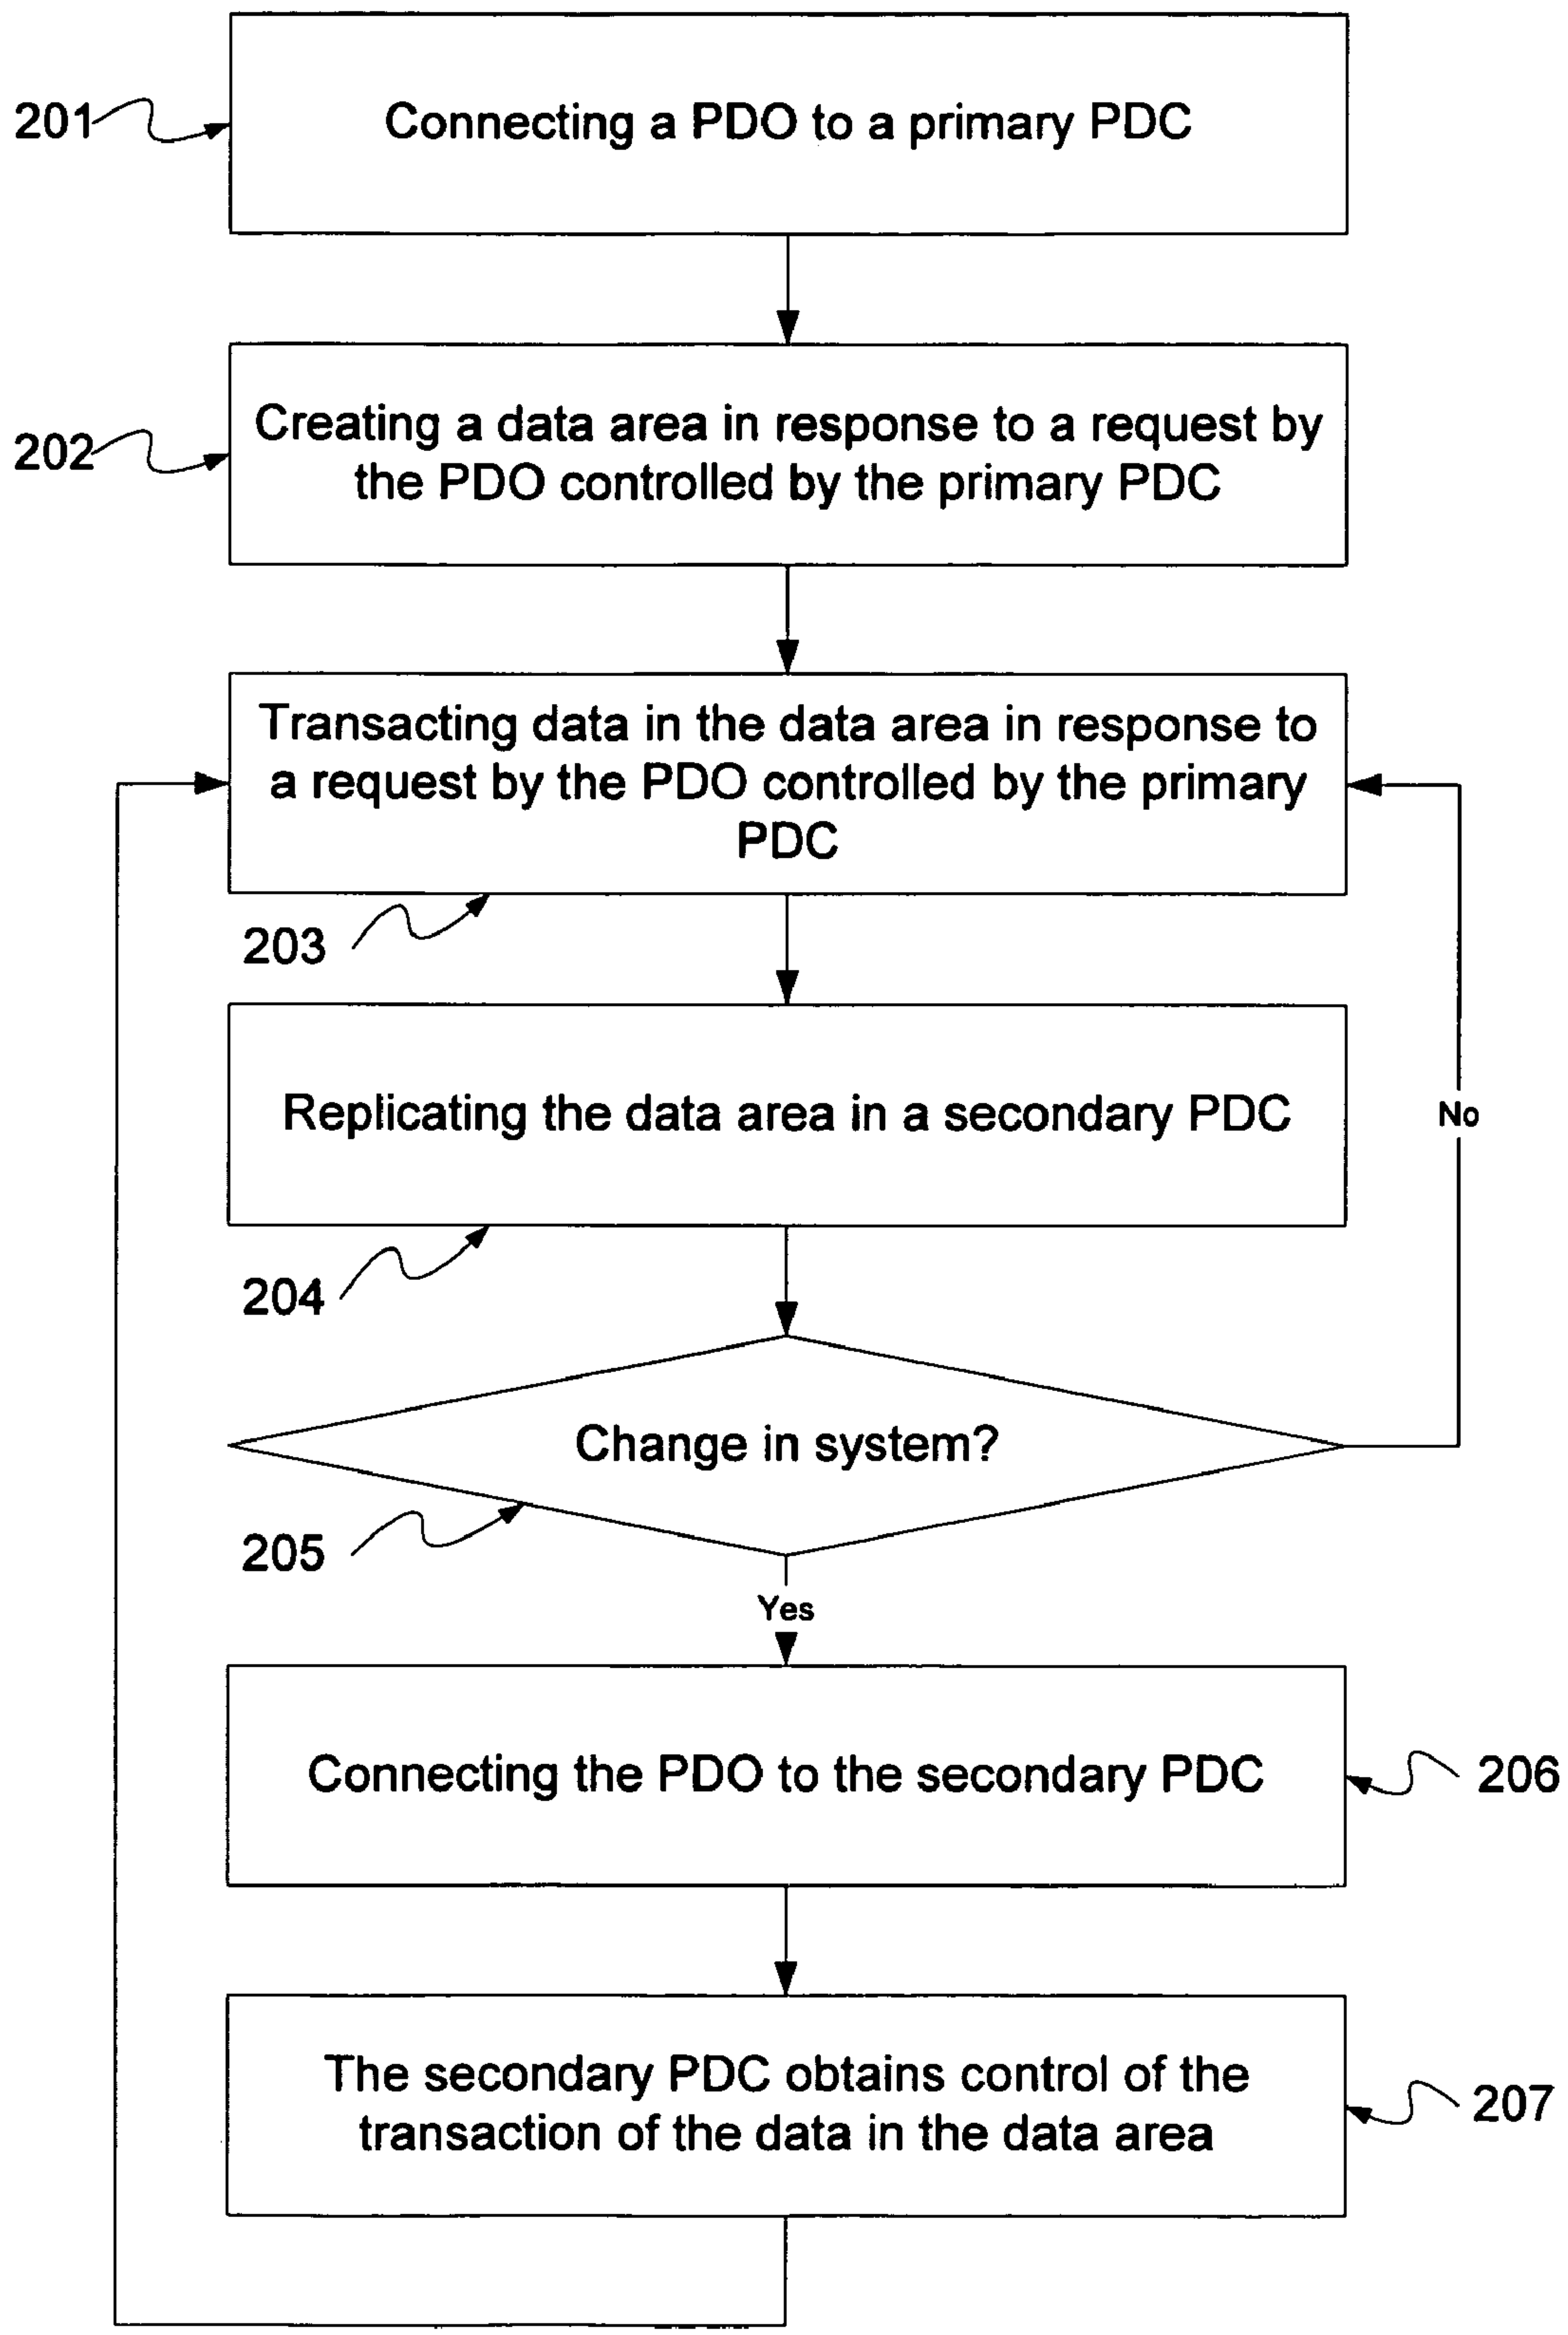 201
Connecting a PDO to a primary PDC
202
Creating a data area in response to a request by
the PDO controlled by the primary PDC
Transacting data in the data area in response to
a request by the PDO controlled by the primary
PDC
203
Replicating the data area in a secondary PDC
No
204
Change in system?
205
Yes
Connecting the PDO to the secondary PDC
206
The secondary PDC obtains control of the
transaction of the data in the data area
207